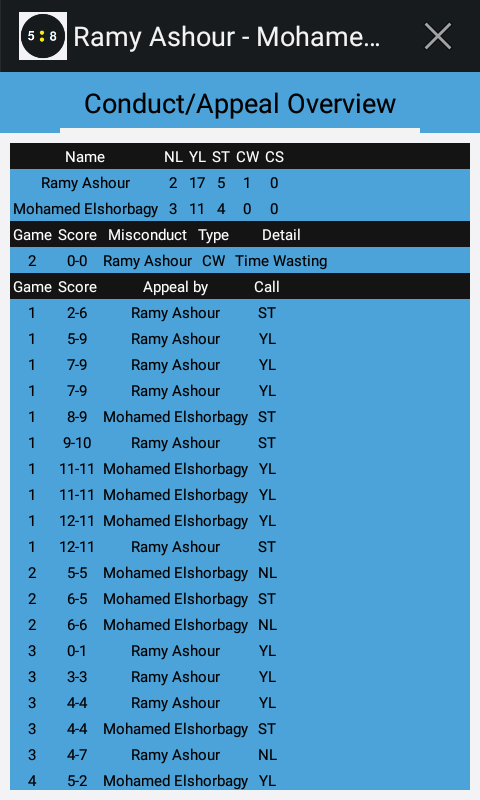 5:8 Ramy Ashour - Mohame...
Conduct/Appeal Overview
Name NL YL ST CW CS
Ramy Ashour 2 17 5 1 0
Mohamed Elshorbagy 3 11 4 0 0
Game Score Misconduct Type Detail
2 0-0 Ramy Ashour CW Time Wasting
Game Score Appeal by Call
1 2-6 Ramy Ashour ST
1 5-9 Ramy Ashour YL
1 7-9 Ramy Ashour YL
1 7-9 Ramy Ashour YL
1 8-9 Mohamed Elshorbagy ST
1 9-10 Ramy Ashour ST
1 11-11 Mohamed Elshorbagy YL
1 11-11 Mohamed Elshorbagy YL
1 12-11 Mohamed Elshorbagy YL
1 12-11 Ramy Ashour ST
2 5-5 Mohamed Elshorbagy NL
2 6-5 Mohamed Elshorbagy ST
2 6-6 Mohamed Elshorbagy NL
3 0-1 Ramy Ashour YL
3 3-3 Ramy Ashour YL
3 4-4 Ramy Ashour YL
3 4-4 Mohamed Elshorbagy ST
3 4-7 Ramy Ashour NL
4 5-2 Mohamed Elshorbagy YL